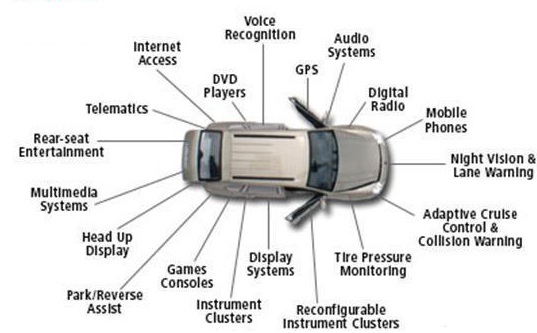 Voice
Recognition
Audio
Systems
Internet
Access
GPS
DVD
Players
Digital
Radio
Telematics
Mobile
Phones
Rear-seat
Entertainment
Night Vision &
Lane Warning
Multimedia
Systems
Adaptive Cruise
Control &
Collision Warning
Head Up
Display
Display
Systems
Tire Pressure
Monitoring
Games
Consoles
Park/Reverse
Assist
Instrument
Clusters
Reconfigurable
Instrument Clusters